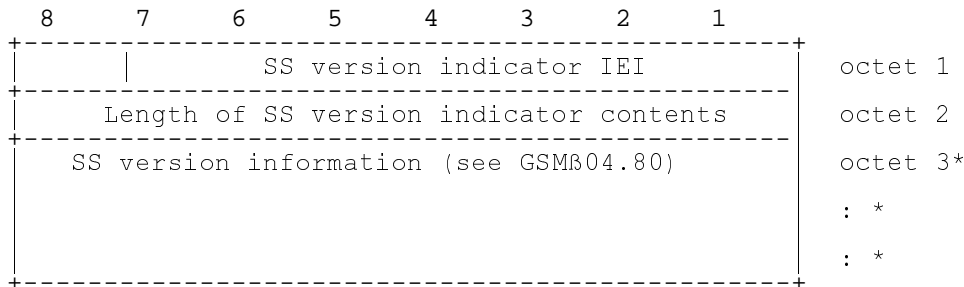 8 7 6 5 4 3 2 1
SS version indicator IEI octet 1
Length of SS version indicator contents octet 2
SS version information (see GSMß04.80) octet 3*
: *
: *